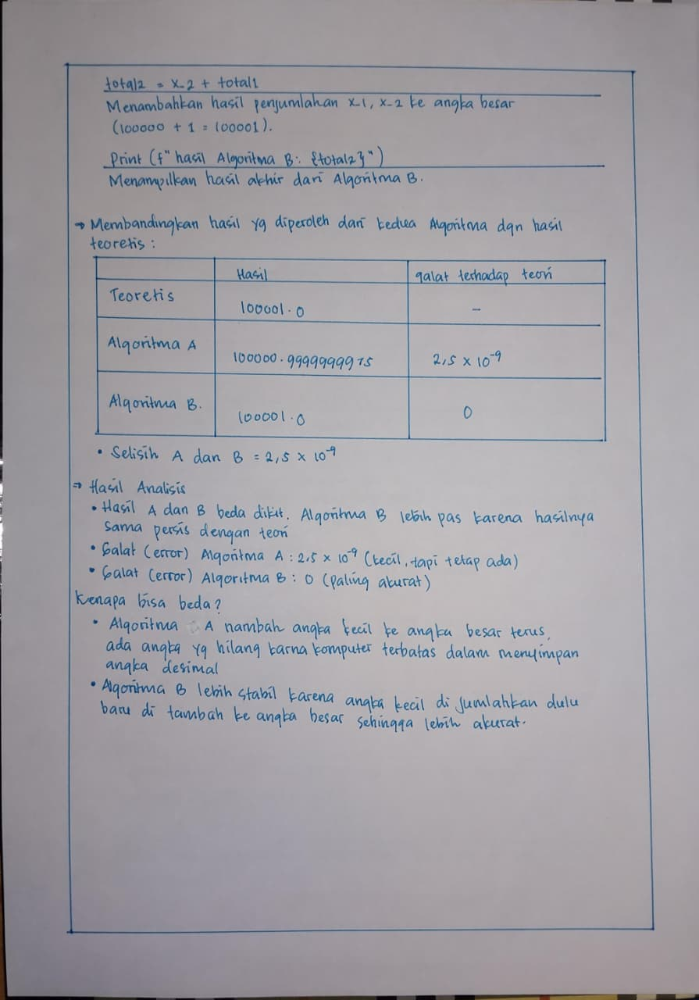 total2 = x_2 + total1
Menambahkan hasil penjumlahan x_1, x_2 ke angka besar
(100000 + 1 = 100001).
Print (f" hasil Algoritma B: {total2}")
Menampilkan hasil akhir dari Algoritma B.
→ Membandingkan hasil yg diperoleh dari kedua Algoritma dgn hasil
teoretis :
Hasil galat terhadap teori
Teoretis 100001.0 -
Algoritma A 100000.9999999975 2,5 x 10⁻⁹
Algoritma B. 100001.0 0
• Selisih A dan B = 2,5 x 10⁻⁹
⇒ Hasil Analisis
• Hasil A dan B beda dikit. Algoritma B lebih pas karena hasilnya
sama persis dengan teori
• Galat (error) Algoritma A : 2,5 x 10⁻⁹ (kecil, tapi tetap ada)
• Galat (error) Algoritma B : 0 (paling akurat)
Kenapa bisa beda?
• Algoritma A nambah angka kecil ke angka besar terus,
ada angka yg hilang karna komputer terbatas dalam menyimpan
angka desimal
• Algoritma B lebih stabil karena angka kecil di jumlahkan dulu
baru di tambah ke angka besar sehingga lebih akurat.